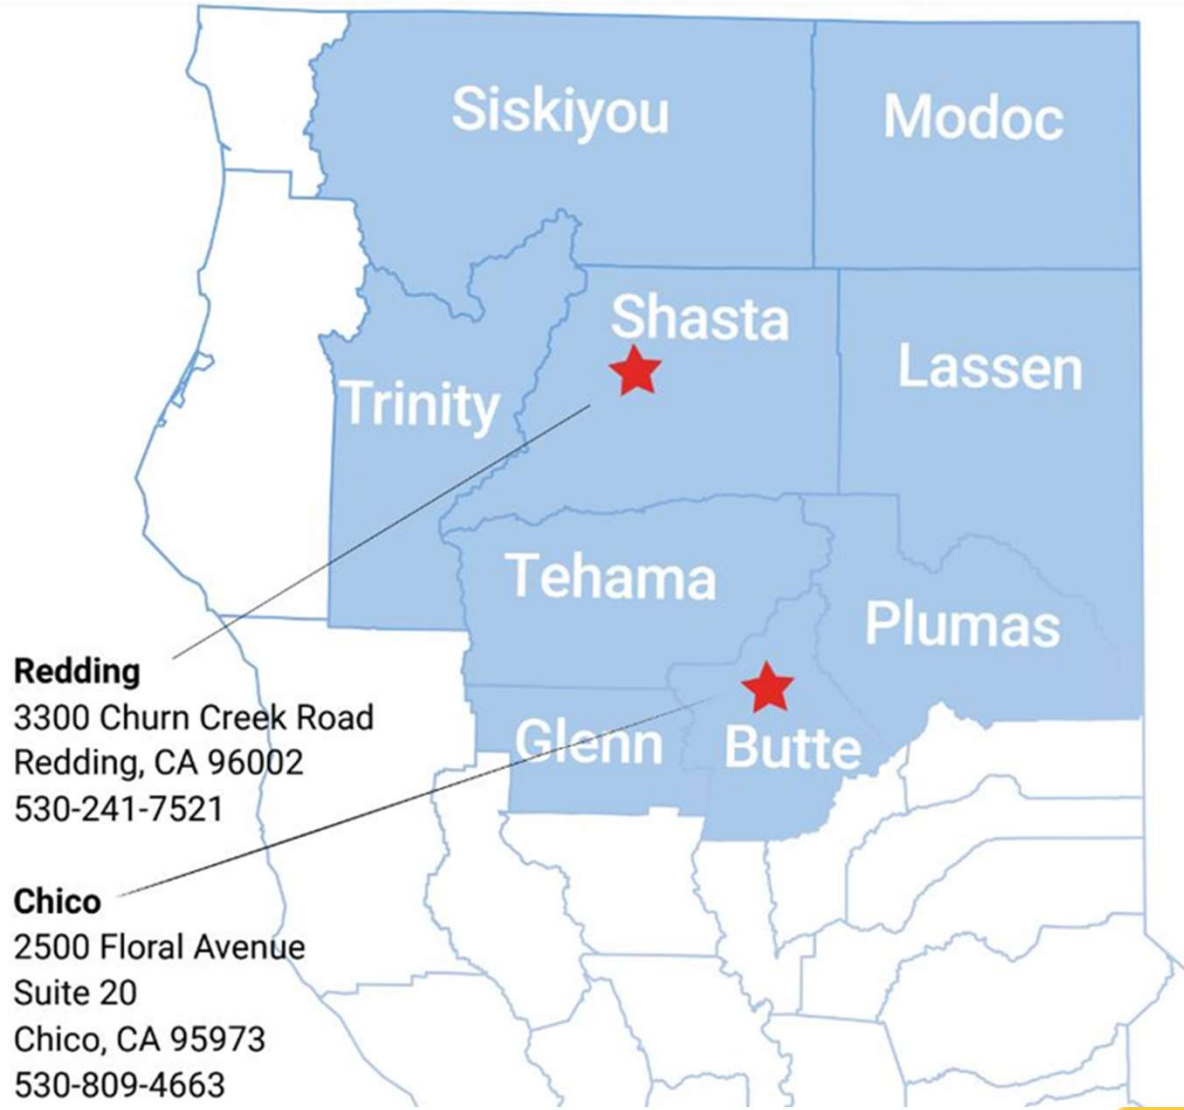 Siskiyou
Modoc
Shasta
Lassen
Trinity
Tehama
Plumas
Glenn
Butte
Redding
3300 Churn Creek Road
Redding, CA 96002
530-241-7521
Chico
2500 Floral Avenue
Suite 20
Chico, CA 95973
530-809-4663